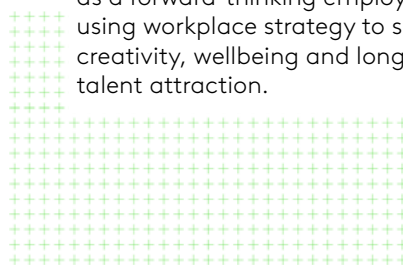 as a forward-thinking employ
using workplace strategy to s
creativity, wellbeing and long
talent attraction.